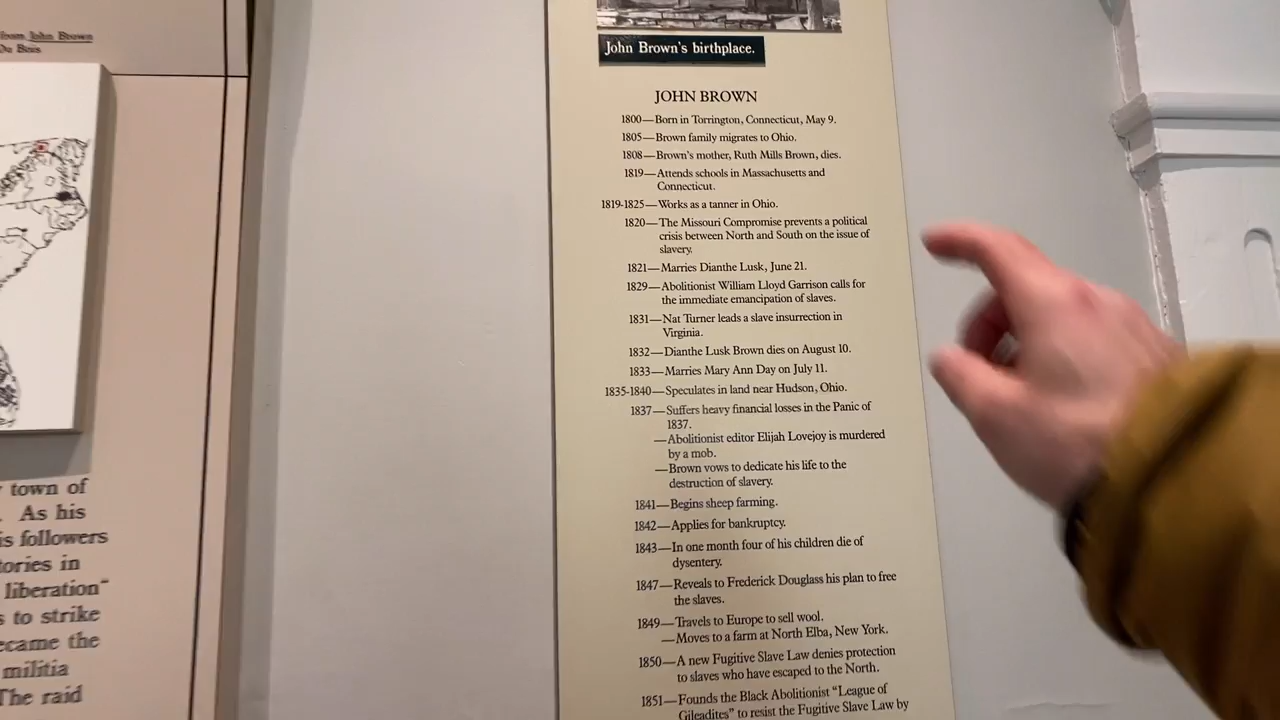 from John Brown
Du Bois
town of
. As his
is followers
tories in
liberation"
s to strike
ecame the
militia
The raid
John Brown's birthplace.
JOHN BROWN
1800—Born in Torrington, Connecticut, May 9.
1805—Brown family migrates to Ohio.
1808—Brown's mother, Ruth Mills Brown, dies.
1819—Attends schools in Massachusetts and
Connecticut.
1819-1825—Works as a tanner in Ohio.
1820—The Missouri Compromise prevents a political
crisis between North and South on the issue of
slavery.
1821—Marries Dianthe Lusk, June 21.
1829—Abolitionist William Lloyd Garrison calls for
the immediate emancipation of slaves.
1831—Nat Turner leads a slave insurrection in
Virginia.
1832—Dianthe Lusk Brown dies on August 10.
1833—Marries Mary Ann Day on July 11.
1835-1840—Speculates in land near Hudson, Ohio.
1837—Suffers heavy financial losses in the Panic of
1837.
—Abolitionist editor Elijah Lovejoy is murdered
by a mob.
—Brown vows to dedicate his life to the
destruction of slavery.
1841—Begins sheep farming.
1842—Applies for bankruptcy.
1843—In one month four of his children die of
dysentery.
1847—Reveals to Frederick Douglass his plan to free
the slaves.
1849—Travels to Europe to sell wool.
—Moves to a farm at North Elba, New York.
1850—A new Fugitive Slave Law denies protection
to slaves who have escaped to the North.
1851—Founds the Black Abolitionist "League of
Gileadites" to resist the Fugitive Slave Law by